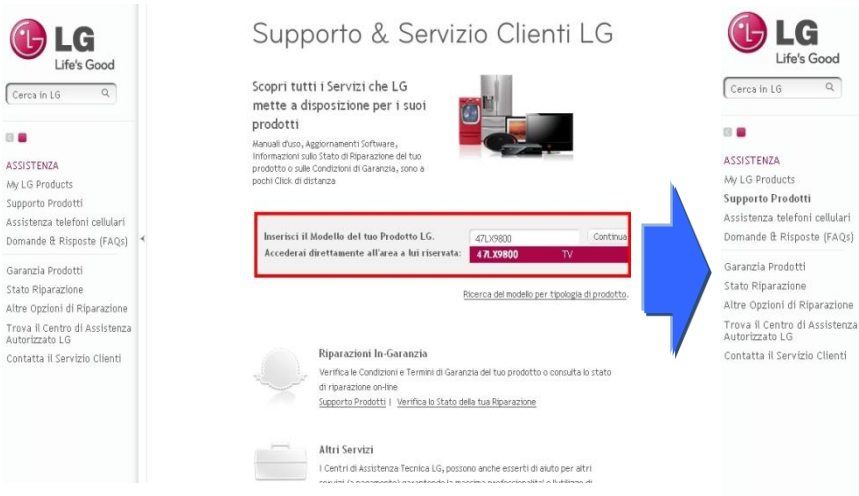 LG
Life's Good
Cerca in LG
ASSISTENZA
My LG Products
Supporto Prodotti
Assistenza telefoni cellulari
Domande & Risposte (FAQs)
Garanzia Prodotti
Stato Riparazione
Altre Opzioni di Riparazione
Trova il Centro di Assistenza
Autorizzato LG
Contatta il Servizio Clienti
Supporto & Servizio Clienti LG
Scopri tutti i Servizi che LG
mette a disposizione per i suoi
prodotti
Manuali d'uso, Aggiornamenti Software,
Informazioni sullo Stato di Riparazione del tuo
prodotto o sulle Condizioni di Garanzia, sono a
pochi Click di distanza
Inserisci il Modello del tuo Prodotto LG.
Accederai direttamente all'area a lui riservata:
47LX9800
Continua
47LX9800 TV
Ricerca del modello per tipologia di prodotto.
Riparazioni In-Garanzia
Verifica le Condizioni e Termini di Garanzia del tuo prodotto o consulta lo stato
di riparazione on-line
Supporto Prodotti | Verifica lo Stato della tua Riparazione
Altri Servizi
I Centri di Assistenza Tecnica LG, possono anche esserti di aiuto per altri
servizi (a pagamento) garantendo la massima professionalita' e l'utilizzo di
LG
Life's Good
Cerca in LG
ASSISTENZA
My LG Products
Supporto Prodotti
Assistenza telefoni cellulari
Domande & Risposte (FAQs)
Garanzia Prodotti
Stato Riparazione
Altre Opzioni di Riparazione
Trova il Centro di Assistenza
Autorizzato LG
Contatta il Servizio Clienti